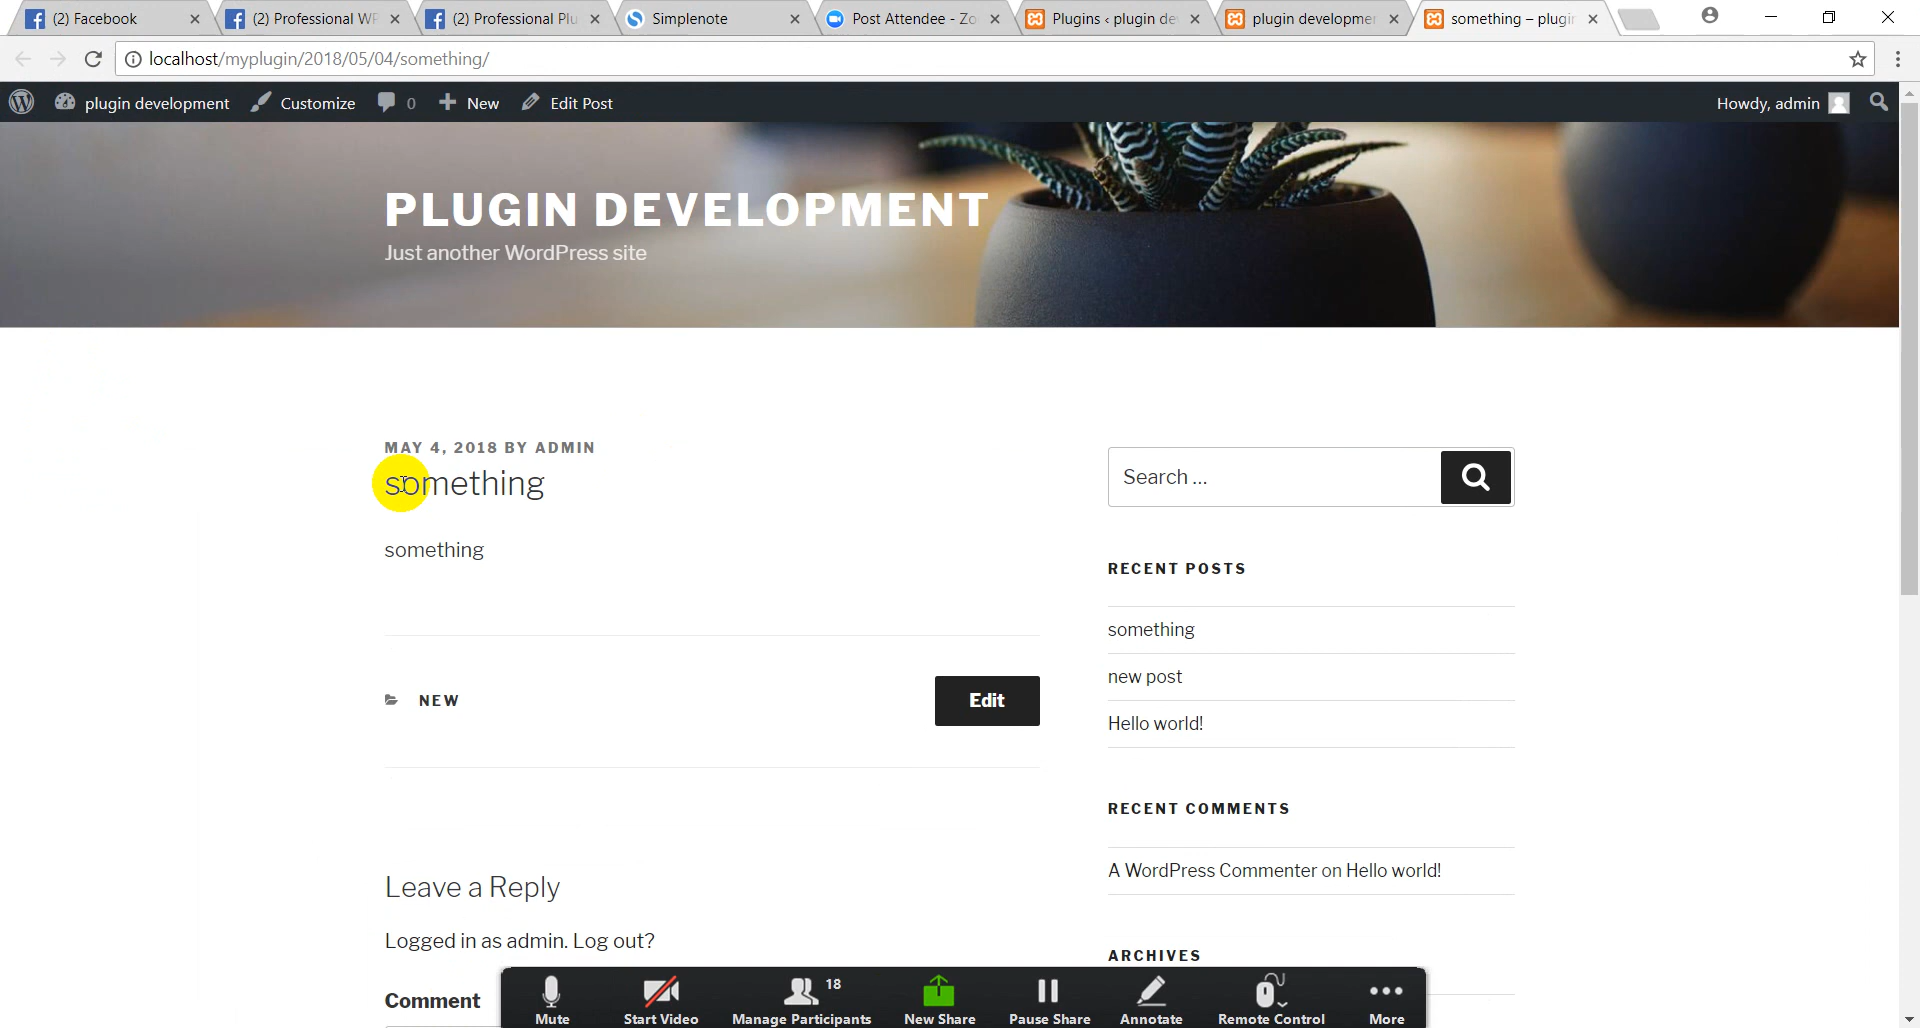 (2) Facebook
(2) Professional WP
(2) Professional Plu
Simplenote
Post Attendee - Zo
Plugins ‹ plugin de
plugin developme
something – plugin
localhost/myplugin/2018/05/04/something/
plugin development
Customize
0
New
Edit Post
Howdy, admin
PLUGIN DEVELOPMENT
Just another WordPress site
MAY 4, 2018 BY ADMIN
something
something
NEW
Edit
Leave a Reply
Logged in as admin. Log out?
Comment
Search ...
RECENT POSTS
something
new post
Hello world!
RECENT COMMENTS
A WordPress Commenter on Hello world!
ARCHIVES
Mute
Start Video
18
Manage Participants
New Share
Pause Share
Annotate
Remote Control
More